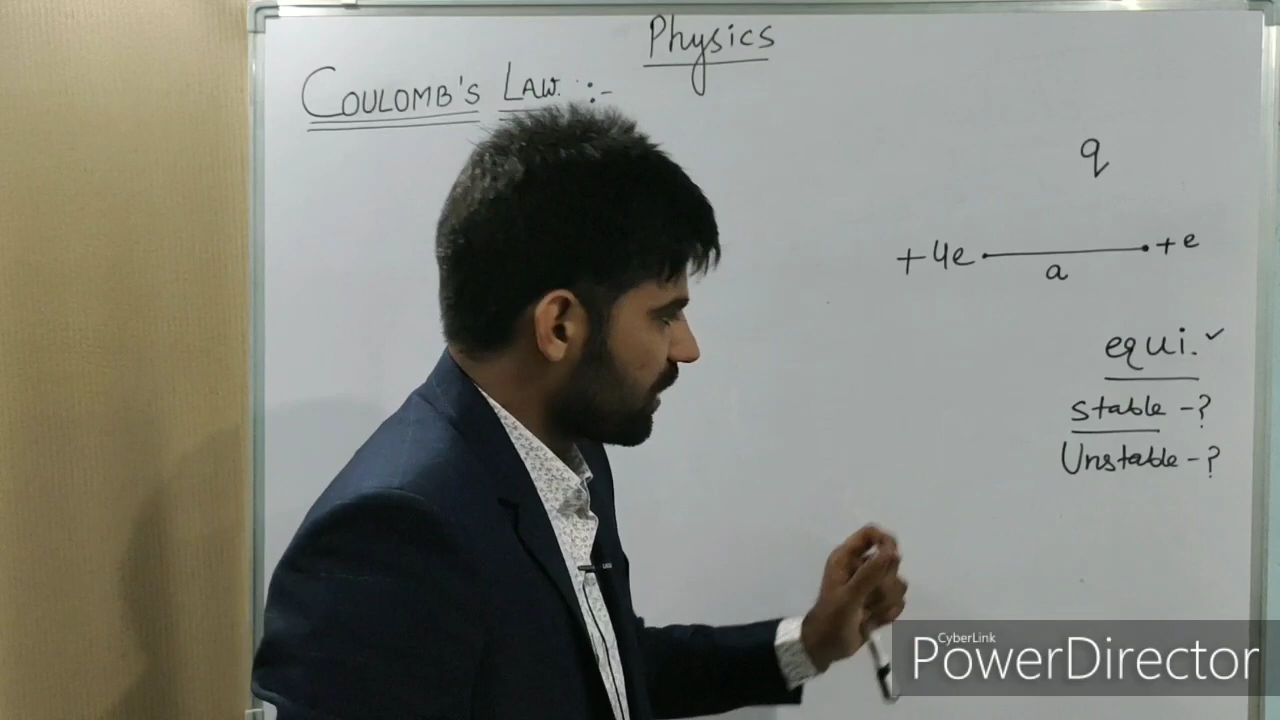 Physics
COULOMB'S LAW :-
q
+4e +e
a
equi. ✓
stable -?
Unstable -?
CyberLink
PowerDirector